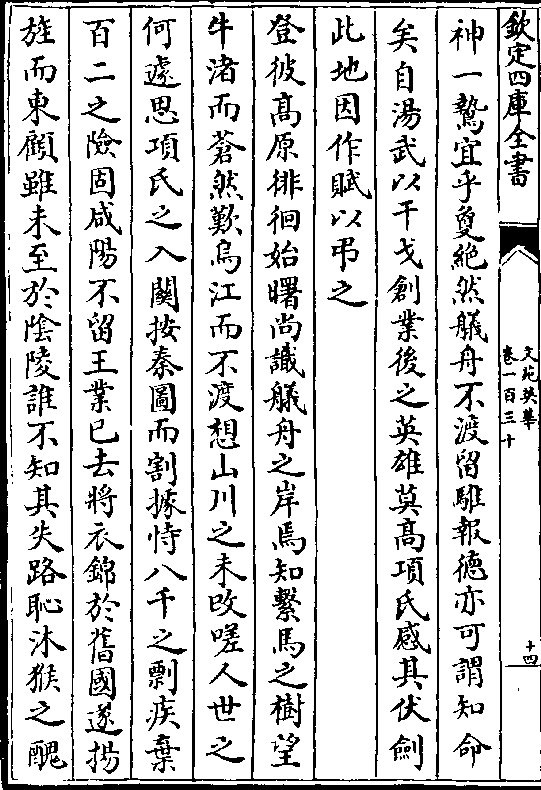 欽定四庫全書
文苑英華
卷一百三十
十四
神一鷙宜乎夐絶然艤舟不渡留騅報德亦可謂知命
矣自湯武以干戈創業後之英雄莫髙項氏感其伏劍
此地因作賦以弔之
登彼髙原徘徊始曙尚識艤舟之岸焉知繫馬之樹望
牛渚而蒼然歎烏江而不渡想山川之未改嗟人世之
何遽思項氏之入關按秦圖而割據恃八千之剽疾棄
百二之險固咸陽不留王業已去將衣錦於舊國遂揚
旌而東顧雖未至於陰陵誰不知其失路恥沐猴之醜